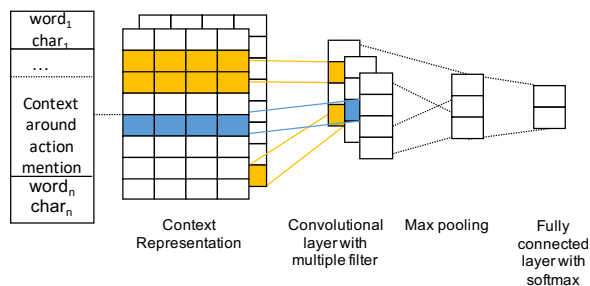 word₁
char₁
...
Context
around
action
mention
wordₙ
charₙ
Context
Representation
Convolutional
layer with
multiple filter
Max pooling
Fully
connected
layer with
softmax